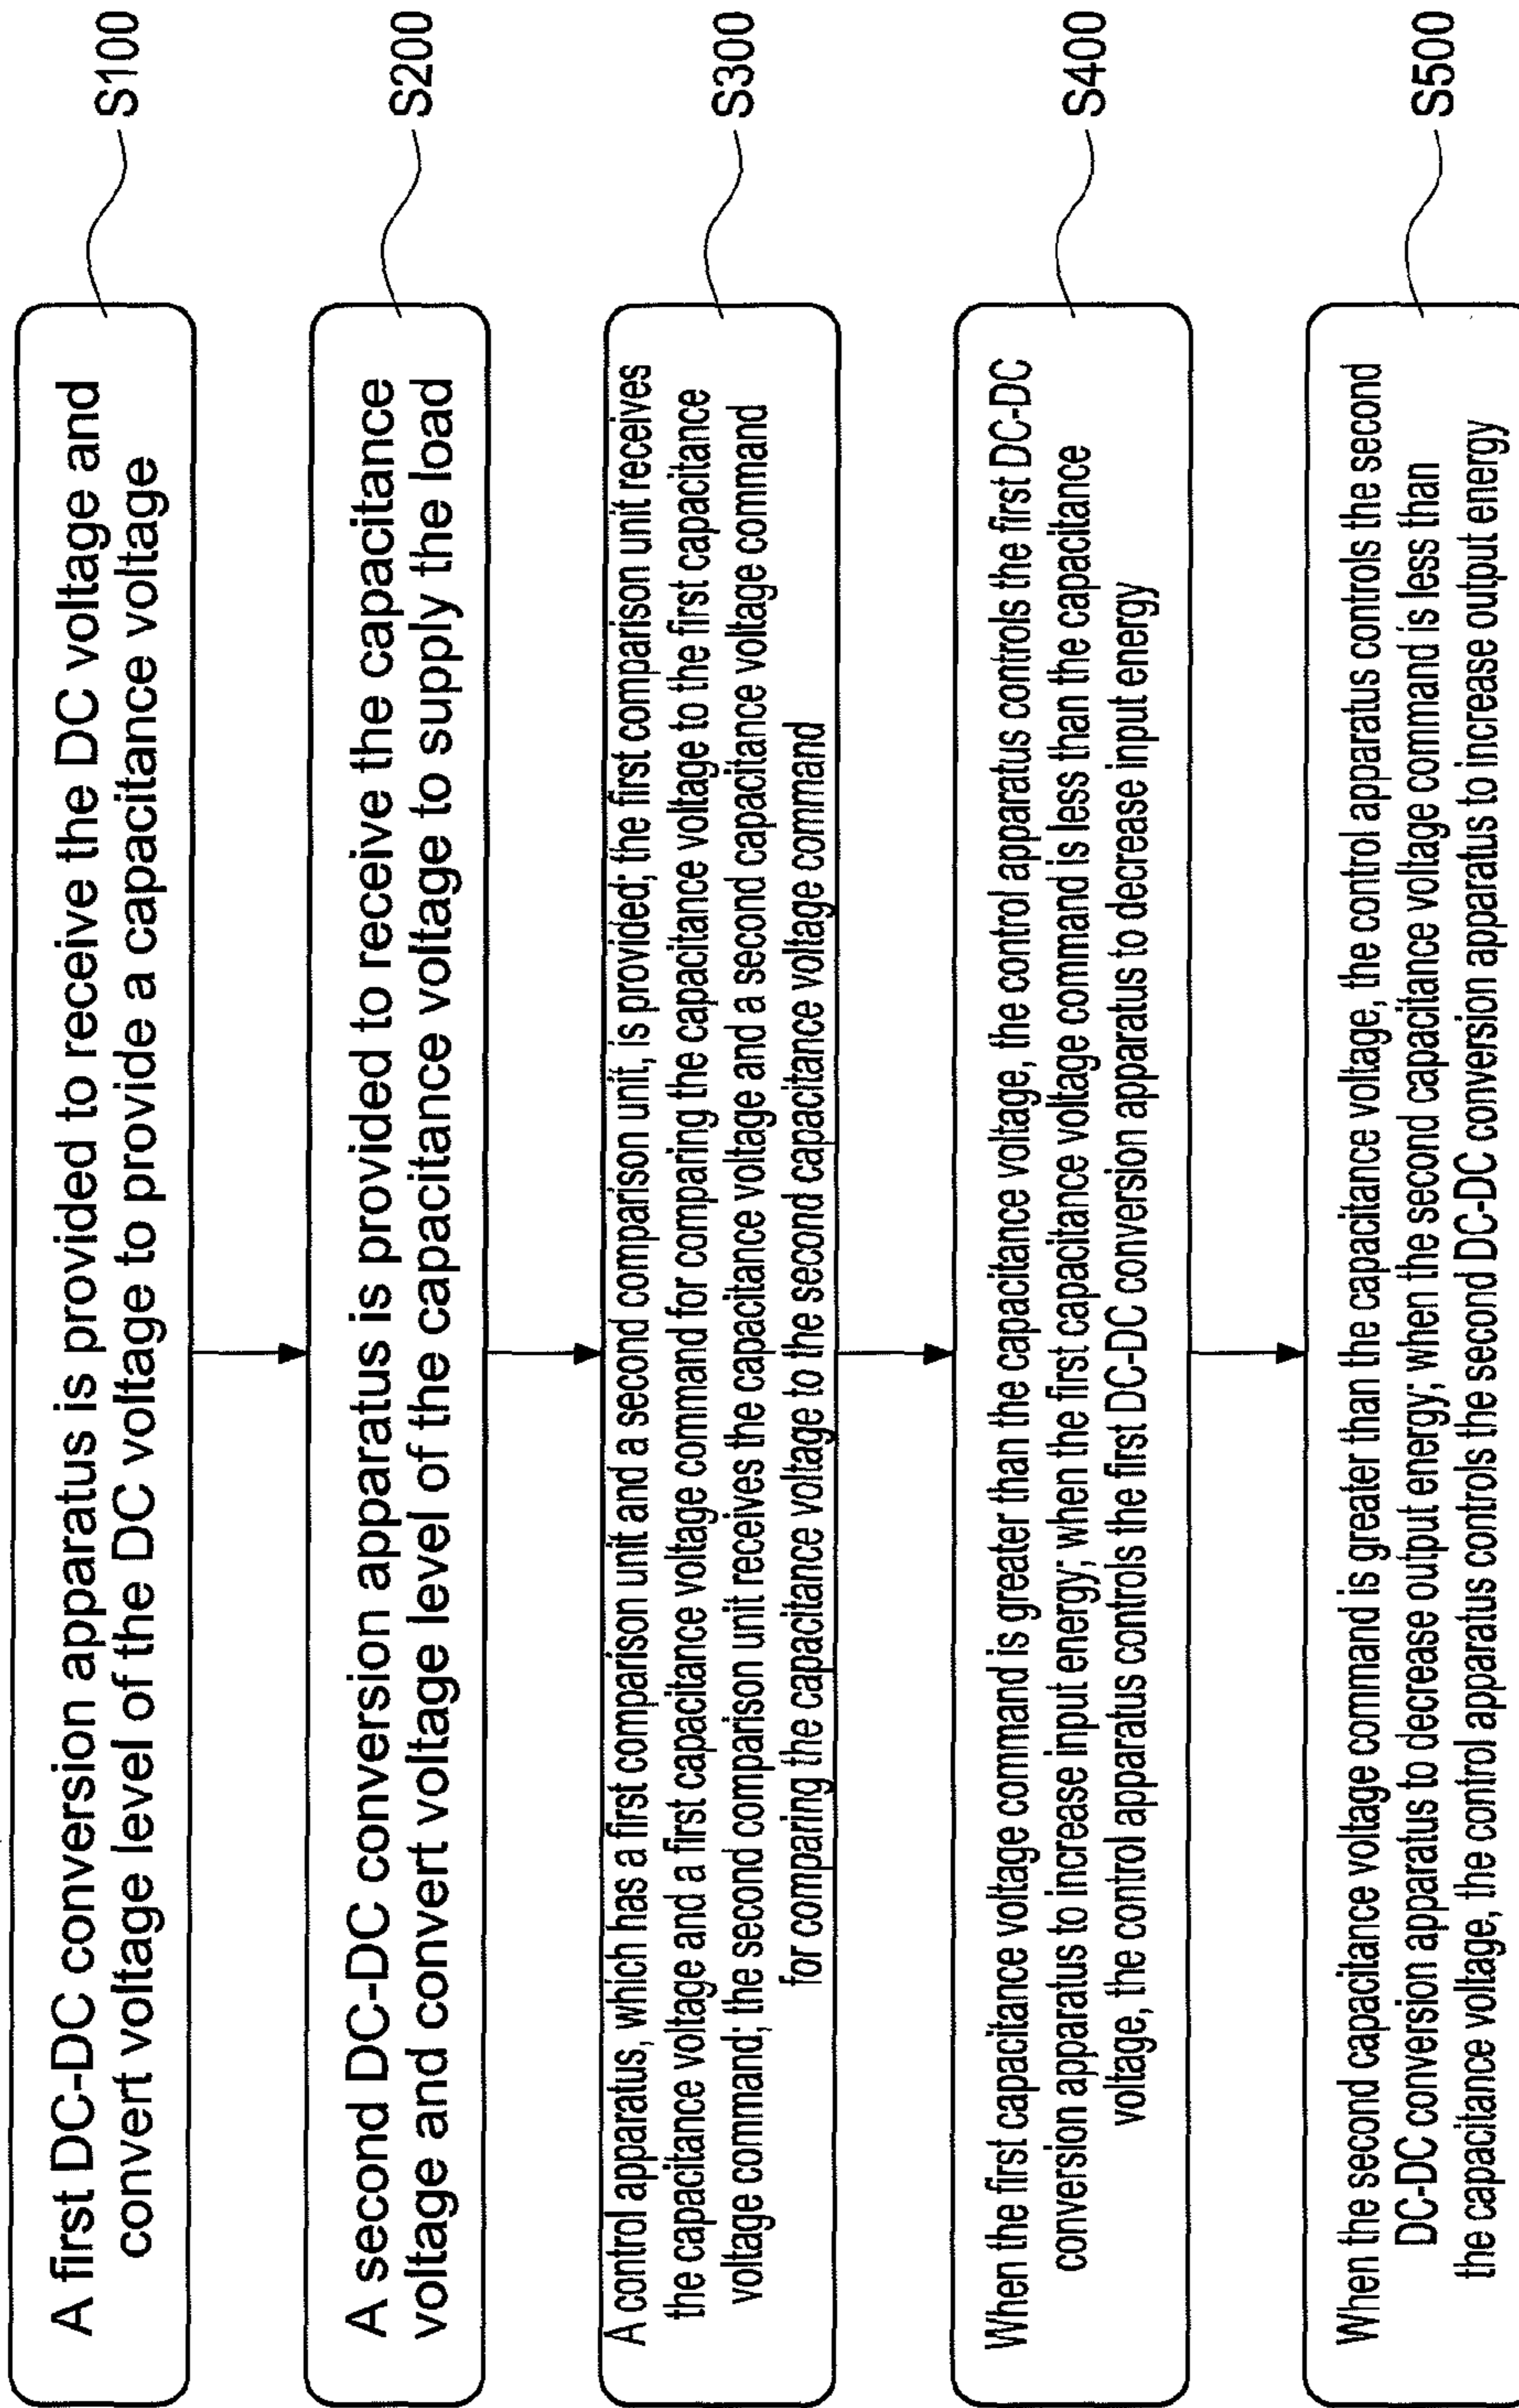 A first DC-DC conversion apparatus is provided to receive the DC voltage and
convert voltage level of the DC voltage to provide a capacitance voltage
S100
A second DC-DC conversion apparatus is provided to receive the capacitance
voltage and convert voltage level of the capacitance voltage to supply the load
S200
A control apparatus, which has a first comparison unit and a second comparison unit, is provided; the first comparison unit receives
the capacitance voltage and a first capacitance voltage command for comparing the capacitance voltage to the first capacitance
voltage command; the second comparison unit receives the capacitance voltage and a second capacitance voltage command
for comparing the capacitance voltage to the second capacitance voltage command
S300
When the first capacitance voltage command is greater than the capacitance voltage, the control apparatus controls the first DC-DC
conversion apparatus to increase input energy; when the first capacitance voltage command is less than the capacitance
voltage, the control apparatus controls the first DC-DC conversion apparatus to decrease input energy
S400
When the second capacitance voltage command is greater than the capacitance voltage, the control apparatus controls the second
DC-DC conversion apparatus to decrease output energy; when the second capacitance voltage command is less than
the capacitance voltage, the control apparatus controls the second DC-DC conversion apparatus to increase output energy
S500